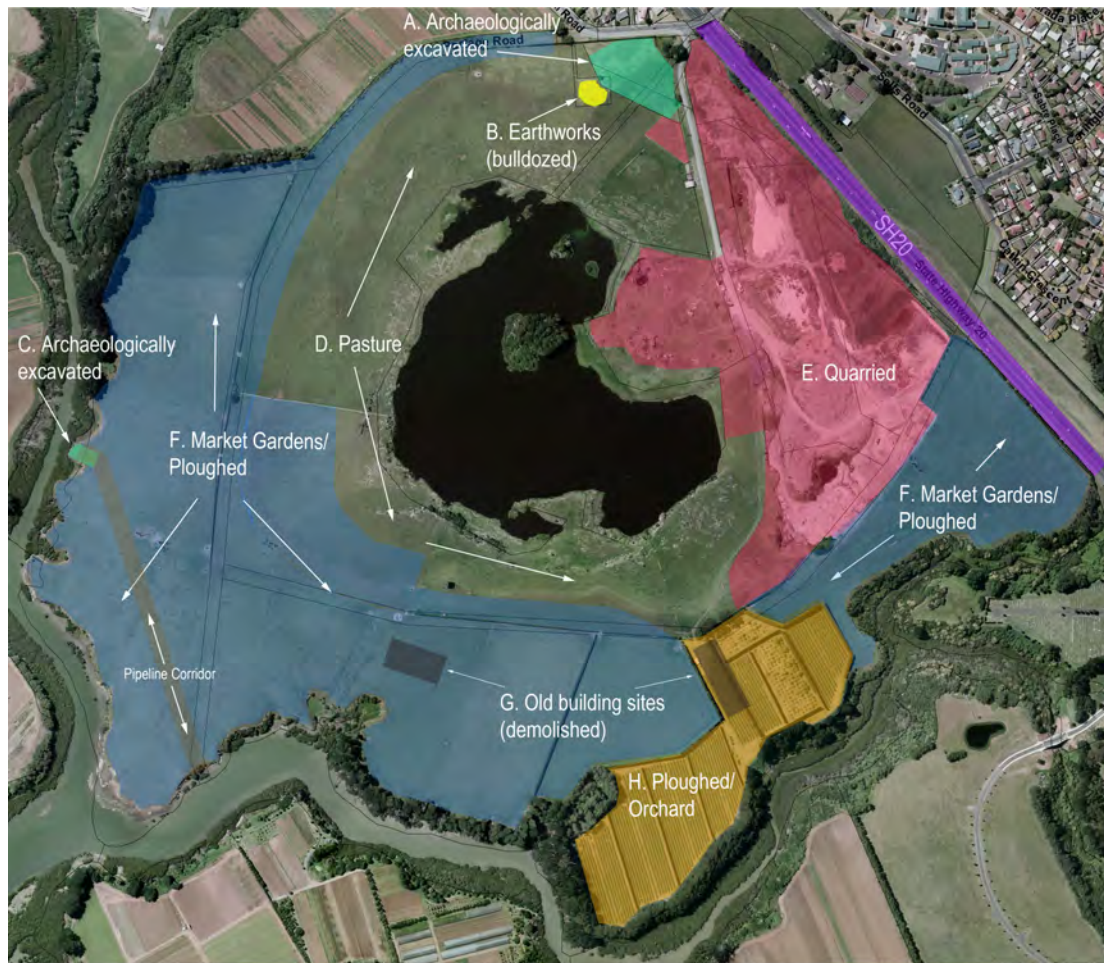 A. Archaeologically
excavated
Road
B. Earthworks
(bulldozed)
SH20
State Highway 20
C. Archaeologically
excavated
D. Pasture
E. Quarried
F. Market Gardens/
Ploughed
F. Market Gardens/
Ploughed
Pipeline Corridor
G. Old building sites
(demolished)
H. Ploughed/
Orchard